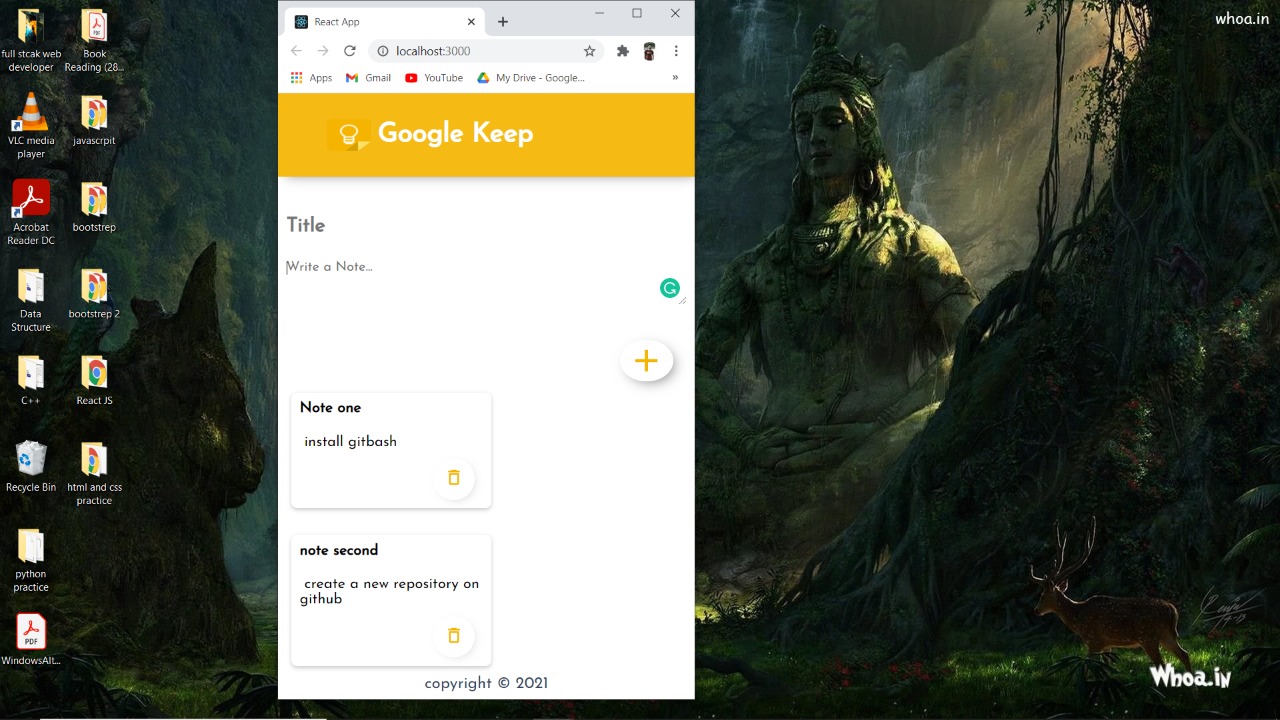 full stcak web
developer
Book
Reading (28...
VLC media
player
javascrpit
Acrobat
Reader DC
bootstrep
Data
Structure
bootstrep 2
C++
React JS
Recycle Bin
html and css
practice
python
practice
PDF
WindowsAlt...
React App
localhost:3000
Apps
Gmail
YouTube
My Drive - Google...
»
Google Keep
Title
Write a Note...
Note one
install gitbash
note second
create a new repository on
github
copyright © 2021
whoa.in
Whoa.in